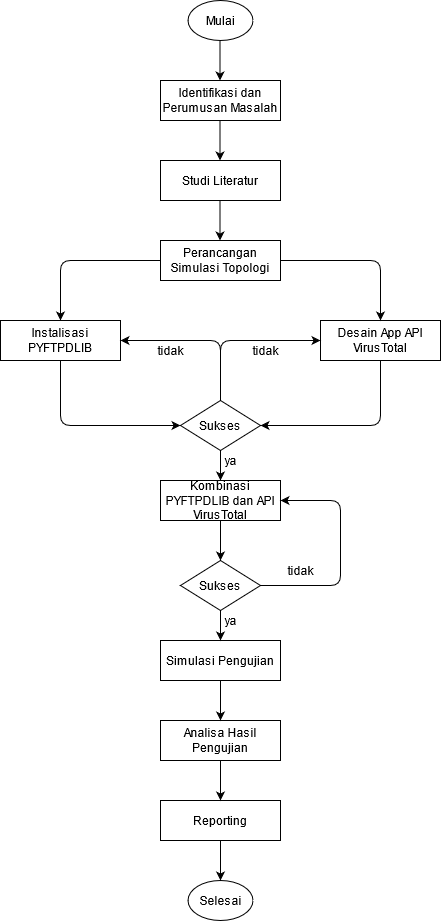 Mulai
Identifikasi dan
Perumusan Masalah
Studi Literatur
Perancangan
Simulasi Topologi
Instalisasi
PYFTPDLIB
tidak
tidak
Desain App API
VirusTotal
Sukses
ya
Kombinasi
PYFTPDLIB dan API
VirusTotal
Sukses
tidak
ya
Simulasi Pengujian
Analisa Hasil
Pengujian
Reporting
Selesai